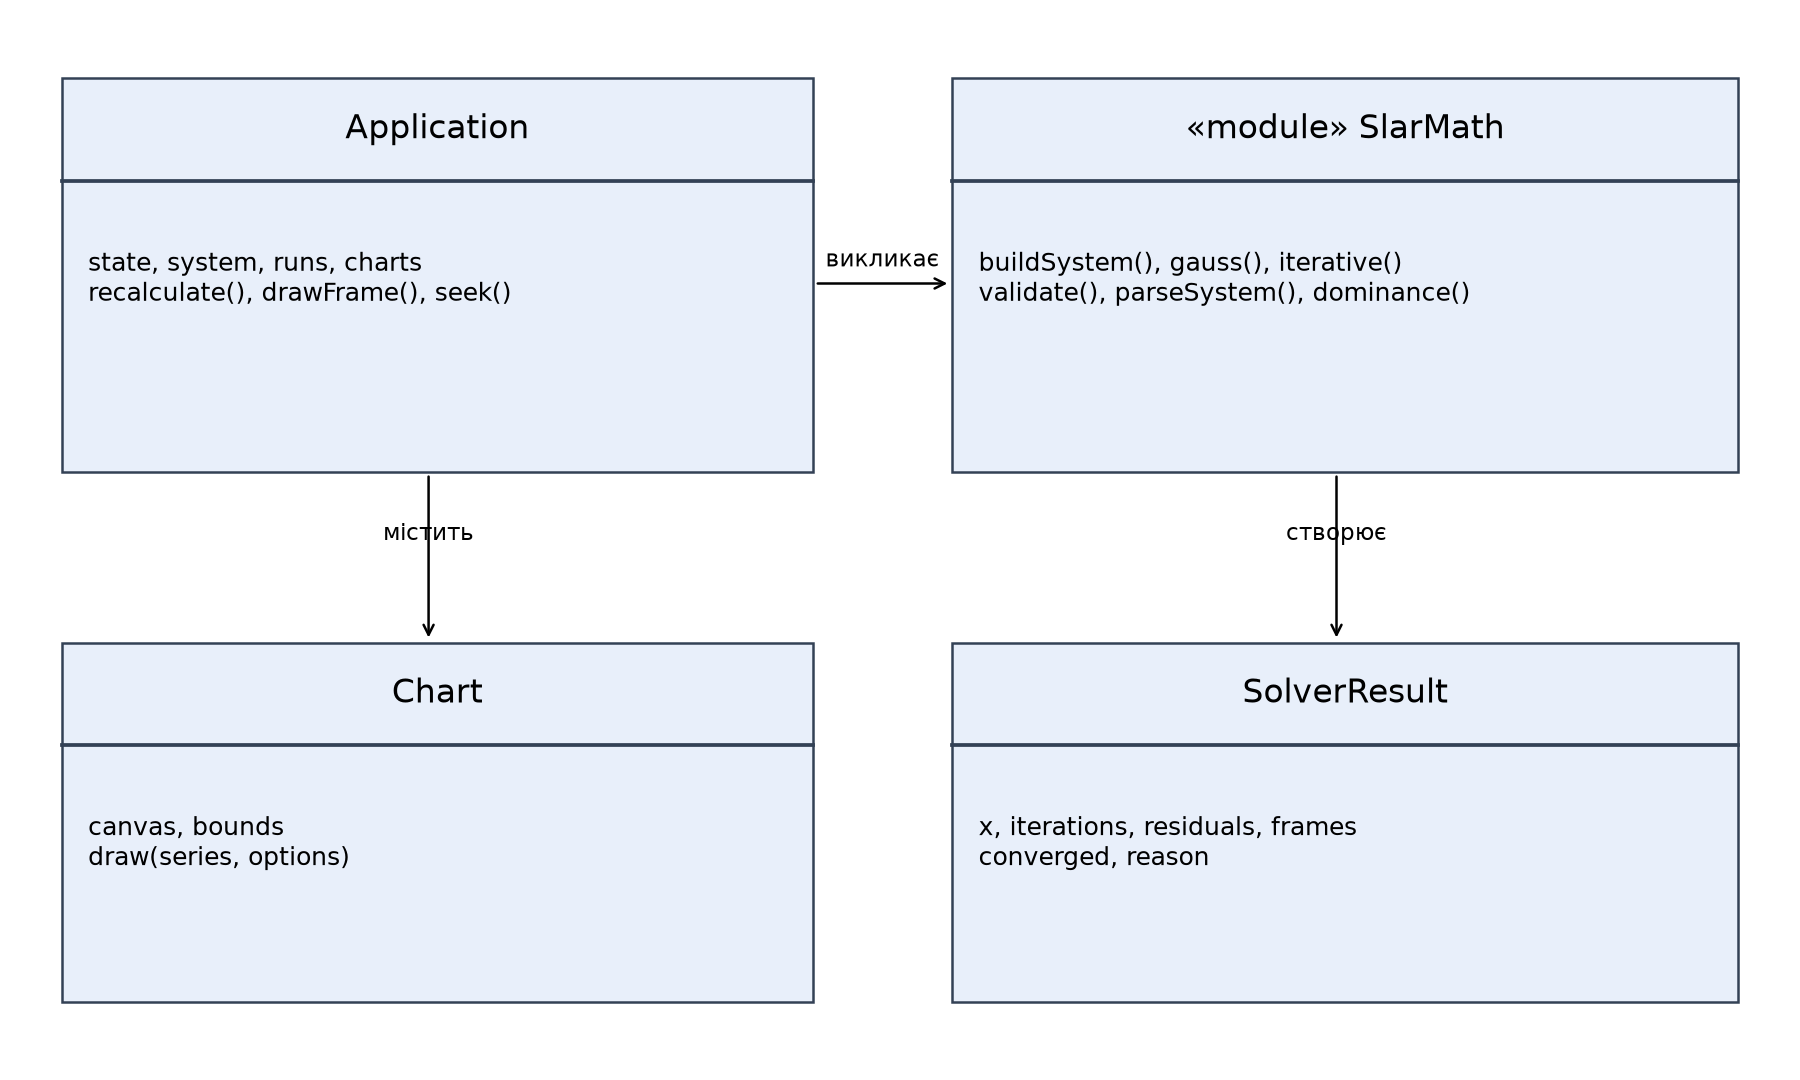 Application
state, system, runs, charts
recalculate(), drawFrame(), seek()
викликає
«module» SlarMath
buildSystem(), gauss(), iterative()
validate(), parseSystem(), dominance()
містить
створює
Chart
canvas, bounds
draw(series, options)
SolverResult
x, iterations, residuals, frames
converged, reason